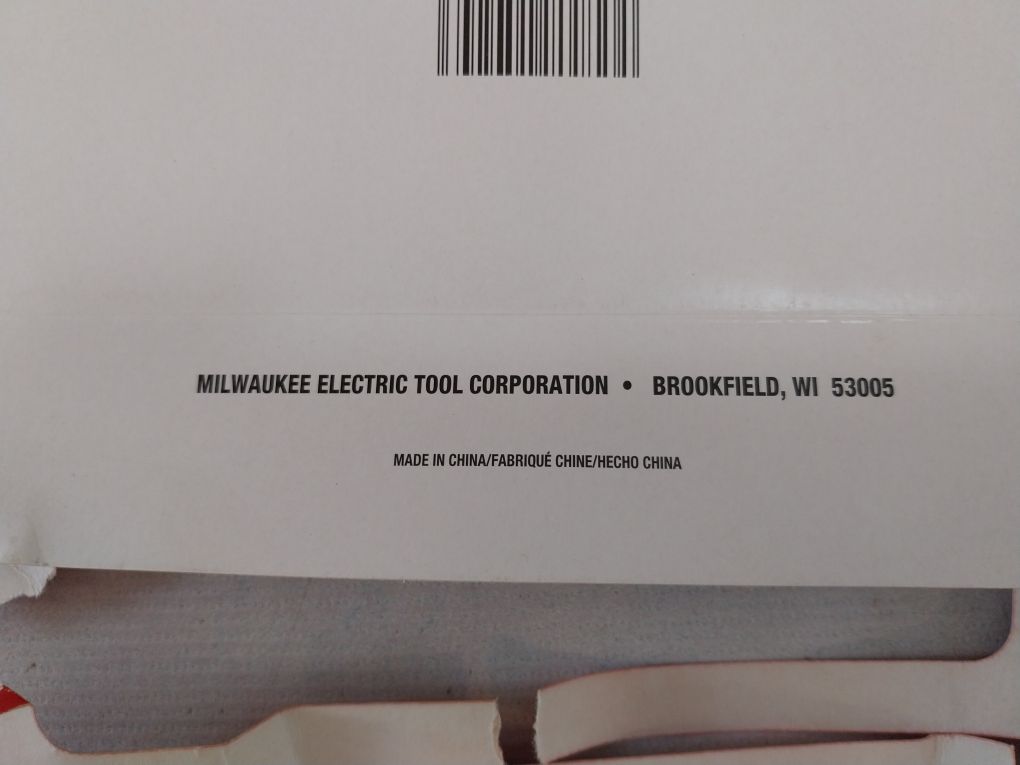 MILWAUKEE ELECTRIC TOOL CORPORATION • BROOKFIELD, WI 53005
MADE IN CHINA/FABRIQUÉ CHINE/HECHO CHINA